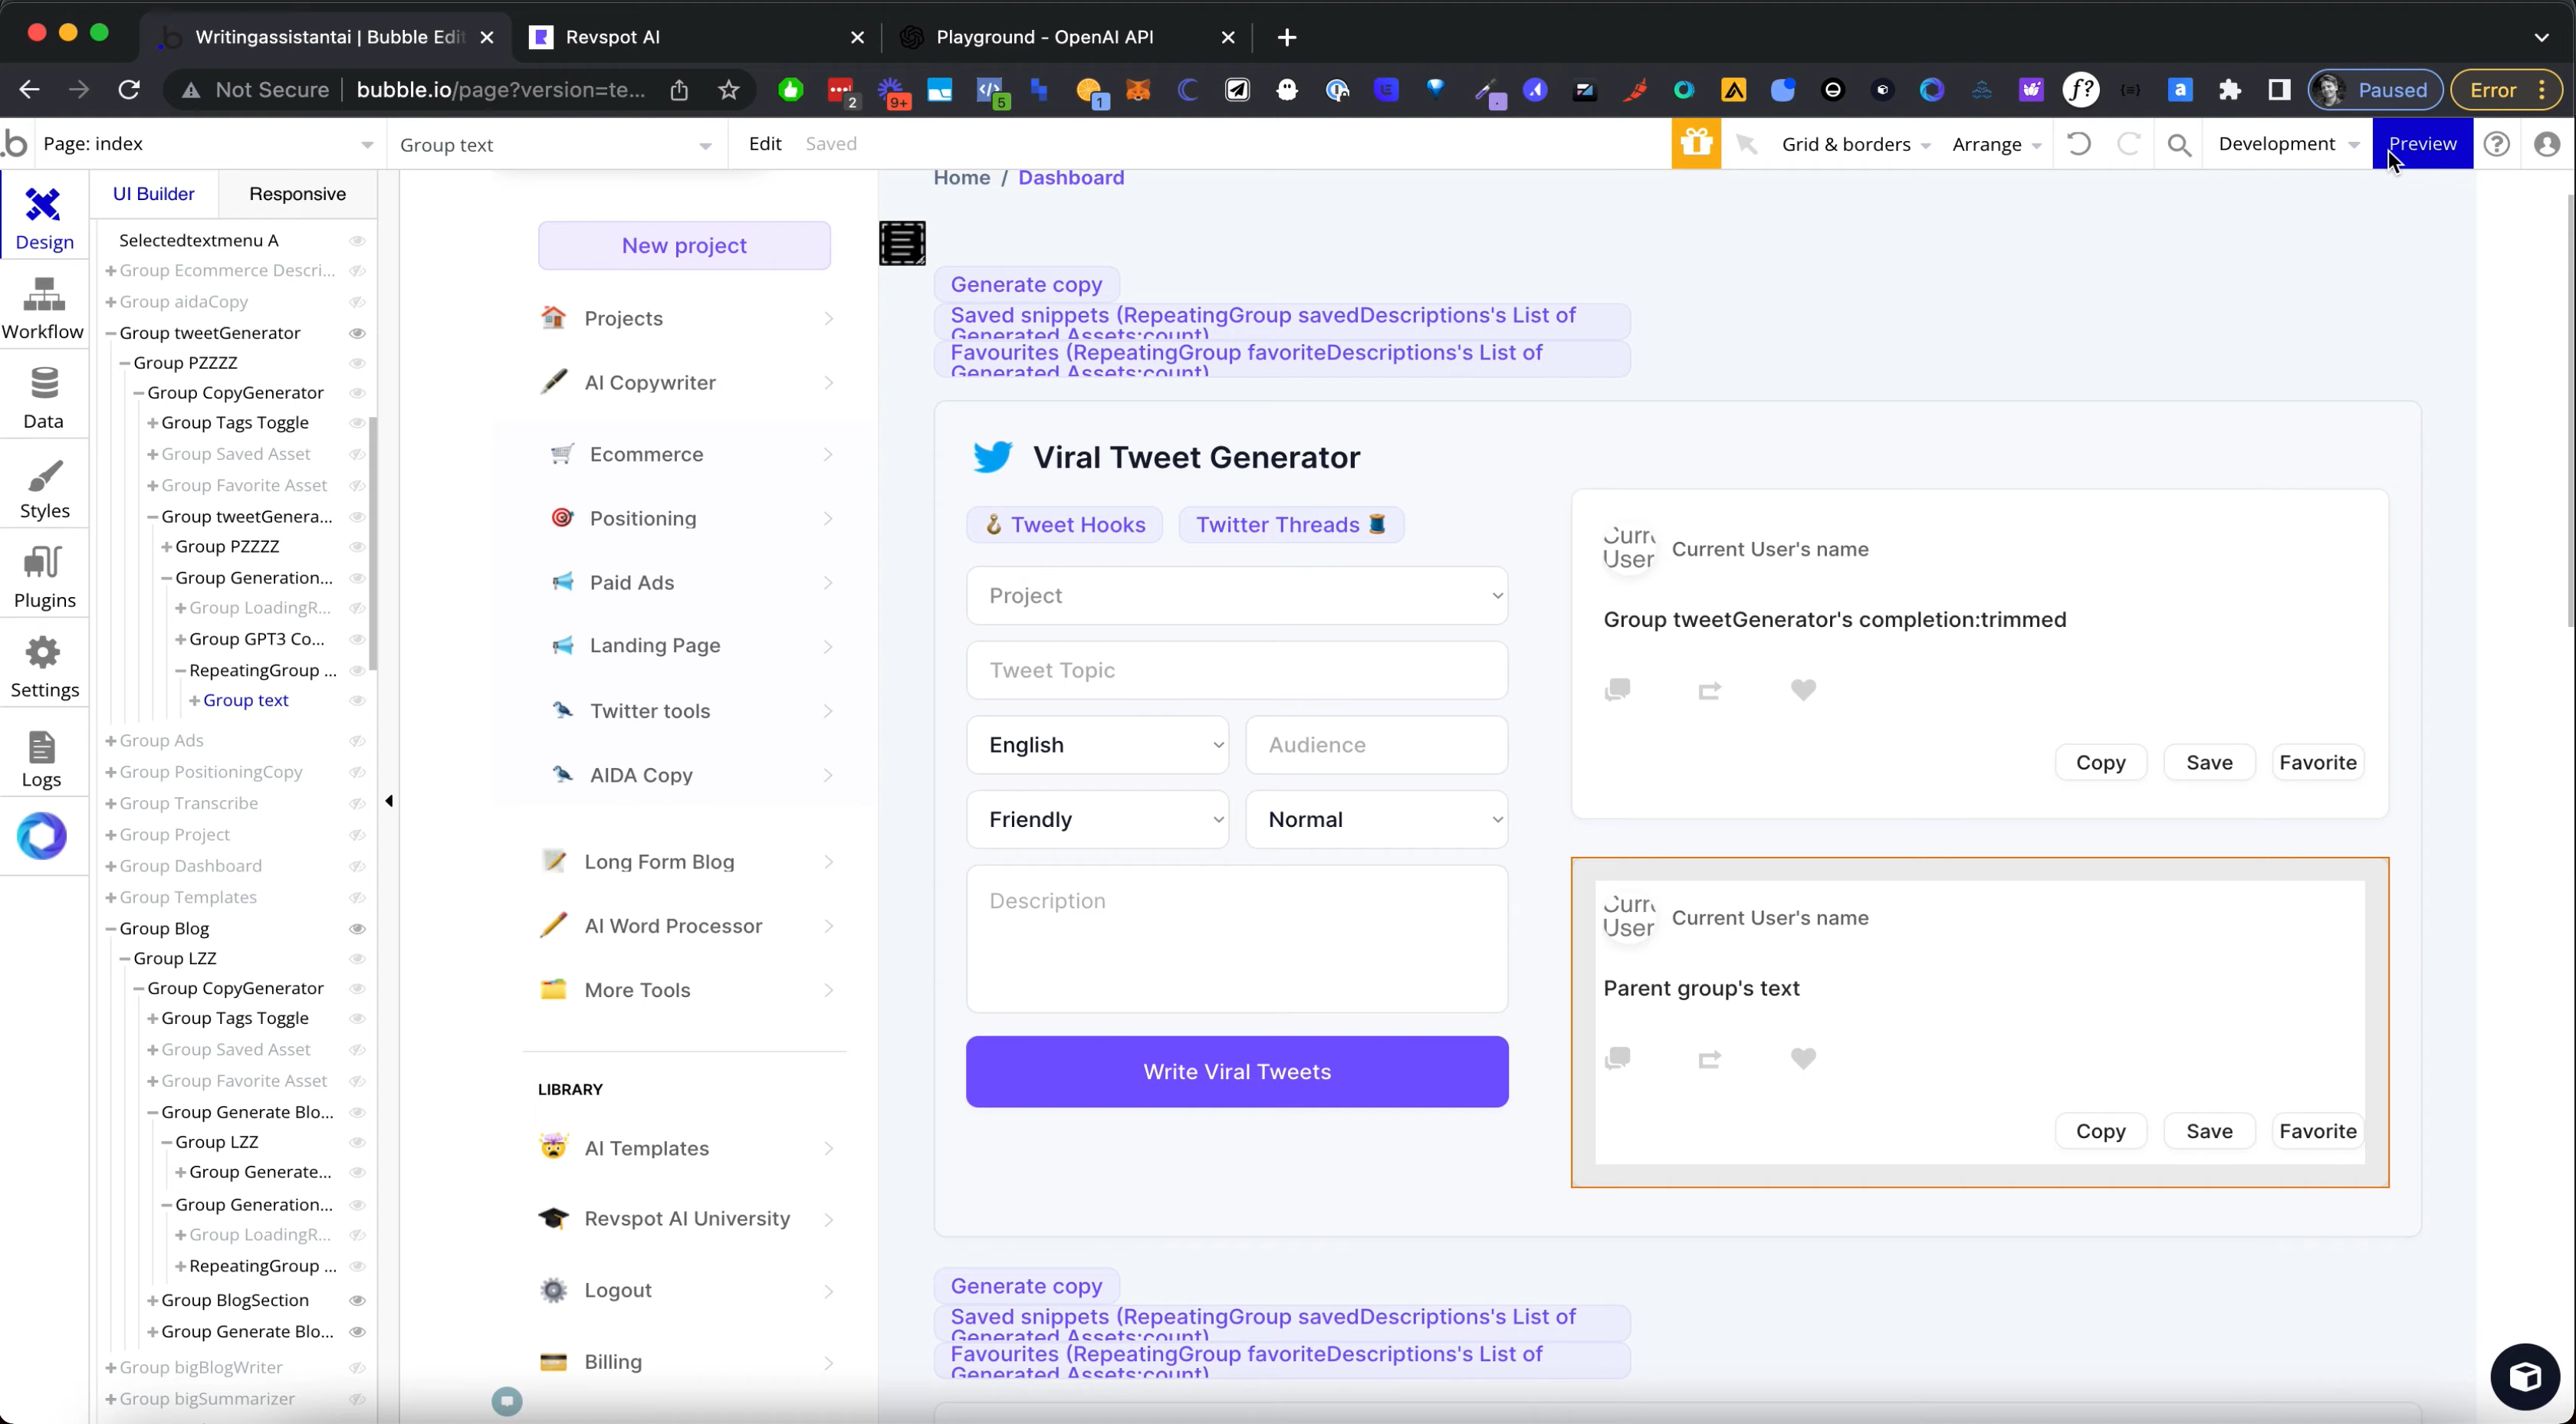 Writingassistantai | Bubble Edit
Revspot AI
Playground - OpenAI API
Not Secure
bubble.io/page?version=te...
2
9+
5
1
f?
a
Paused
Error
Page: index
Group text
Edit
Saved
Grid & borders
Arrange
Development
Preview
UI Builder
Responsive
Design
Workflow
Data
Styles
Plugins
Settings
Logs
Selectedtextmenu A
Group Ecommerce Descri...
Group aidaCopy
Group tweetGenerator
Group PZZZZ
Group CopyGenerator
Group Tags Toggle
Group Saved Asset
Group Favorite Asset
Group tweetGenera...
Group PZZZZ
Group Generation...
Group LoadingR...
Group GPT3 Co...
RepeatingGroup ...
Group text
Group Ads
Group PositioningCopy
Group Transcribe
Group Project
Group Dashboard
Group Templates
Group Blog
Group LZZ
Group CopyGenerator
Group Tags Toggle
Group Saved Asset
Group Favorite Asset
Group Generate Blo...
Group LZZ
Group Generate...
Group Generation...
Group LoadingR...
RepeatingGroup ...
Group BlogSection
Group Generate Blo...
Group bigBlogWriter
Group bigSummarizer
New project
Projects
AI Copywriter
Ecommerce
Positioning
Paid Ads
Landing Page
Twitter tools
AIDA Copy
Long Form Blog
AI Word Processor
More Tools
LIBRARY
AI Templates
Revspot AI University
Logout
Billing
Home / Dashboard
Generate copy
Saved snippets (RepeatingGroup savedDescriptions's List of
Generated Assets:count)
Favourites (RepeatingGroup favoriteDescriptions's List of
Generated Assets:count)
Viral Tweet Generator
Tweet Hooks
Twitter Threads
Project
Tweet Topic
English
Audience
Friendly
Normal
Description
Write Viral Tweets
User
Current User's name
Group tweetGenerator's completion:trimmed
Copy
Save
Favorite
User
Current User's name
Parent group's text
Copy
Save
Favorite
Generate copy
Saved snippets (RepeatingGroup savedDescriptions's List of
Generated Assets:count)
Favourites (RepeatingGroup favoriteDescriptions's List of
Generated Assets:count)